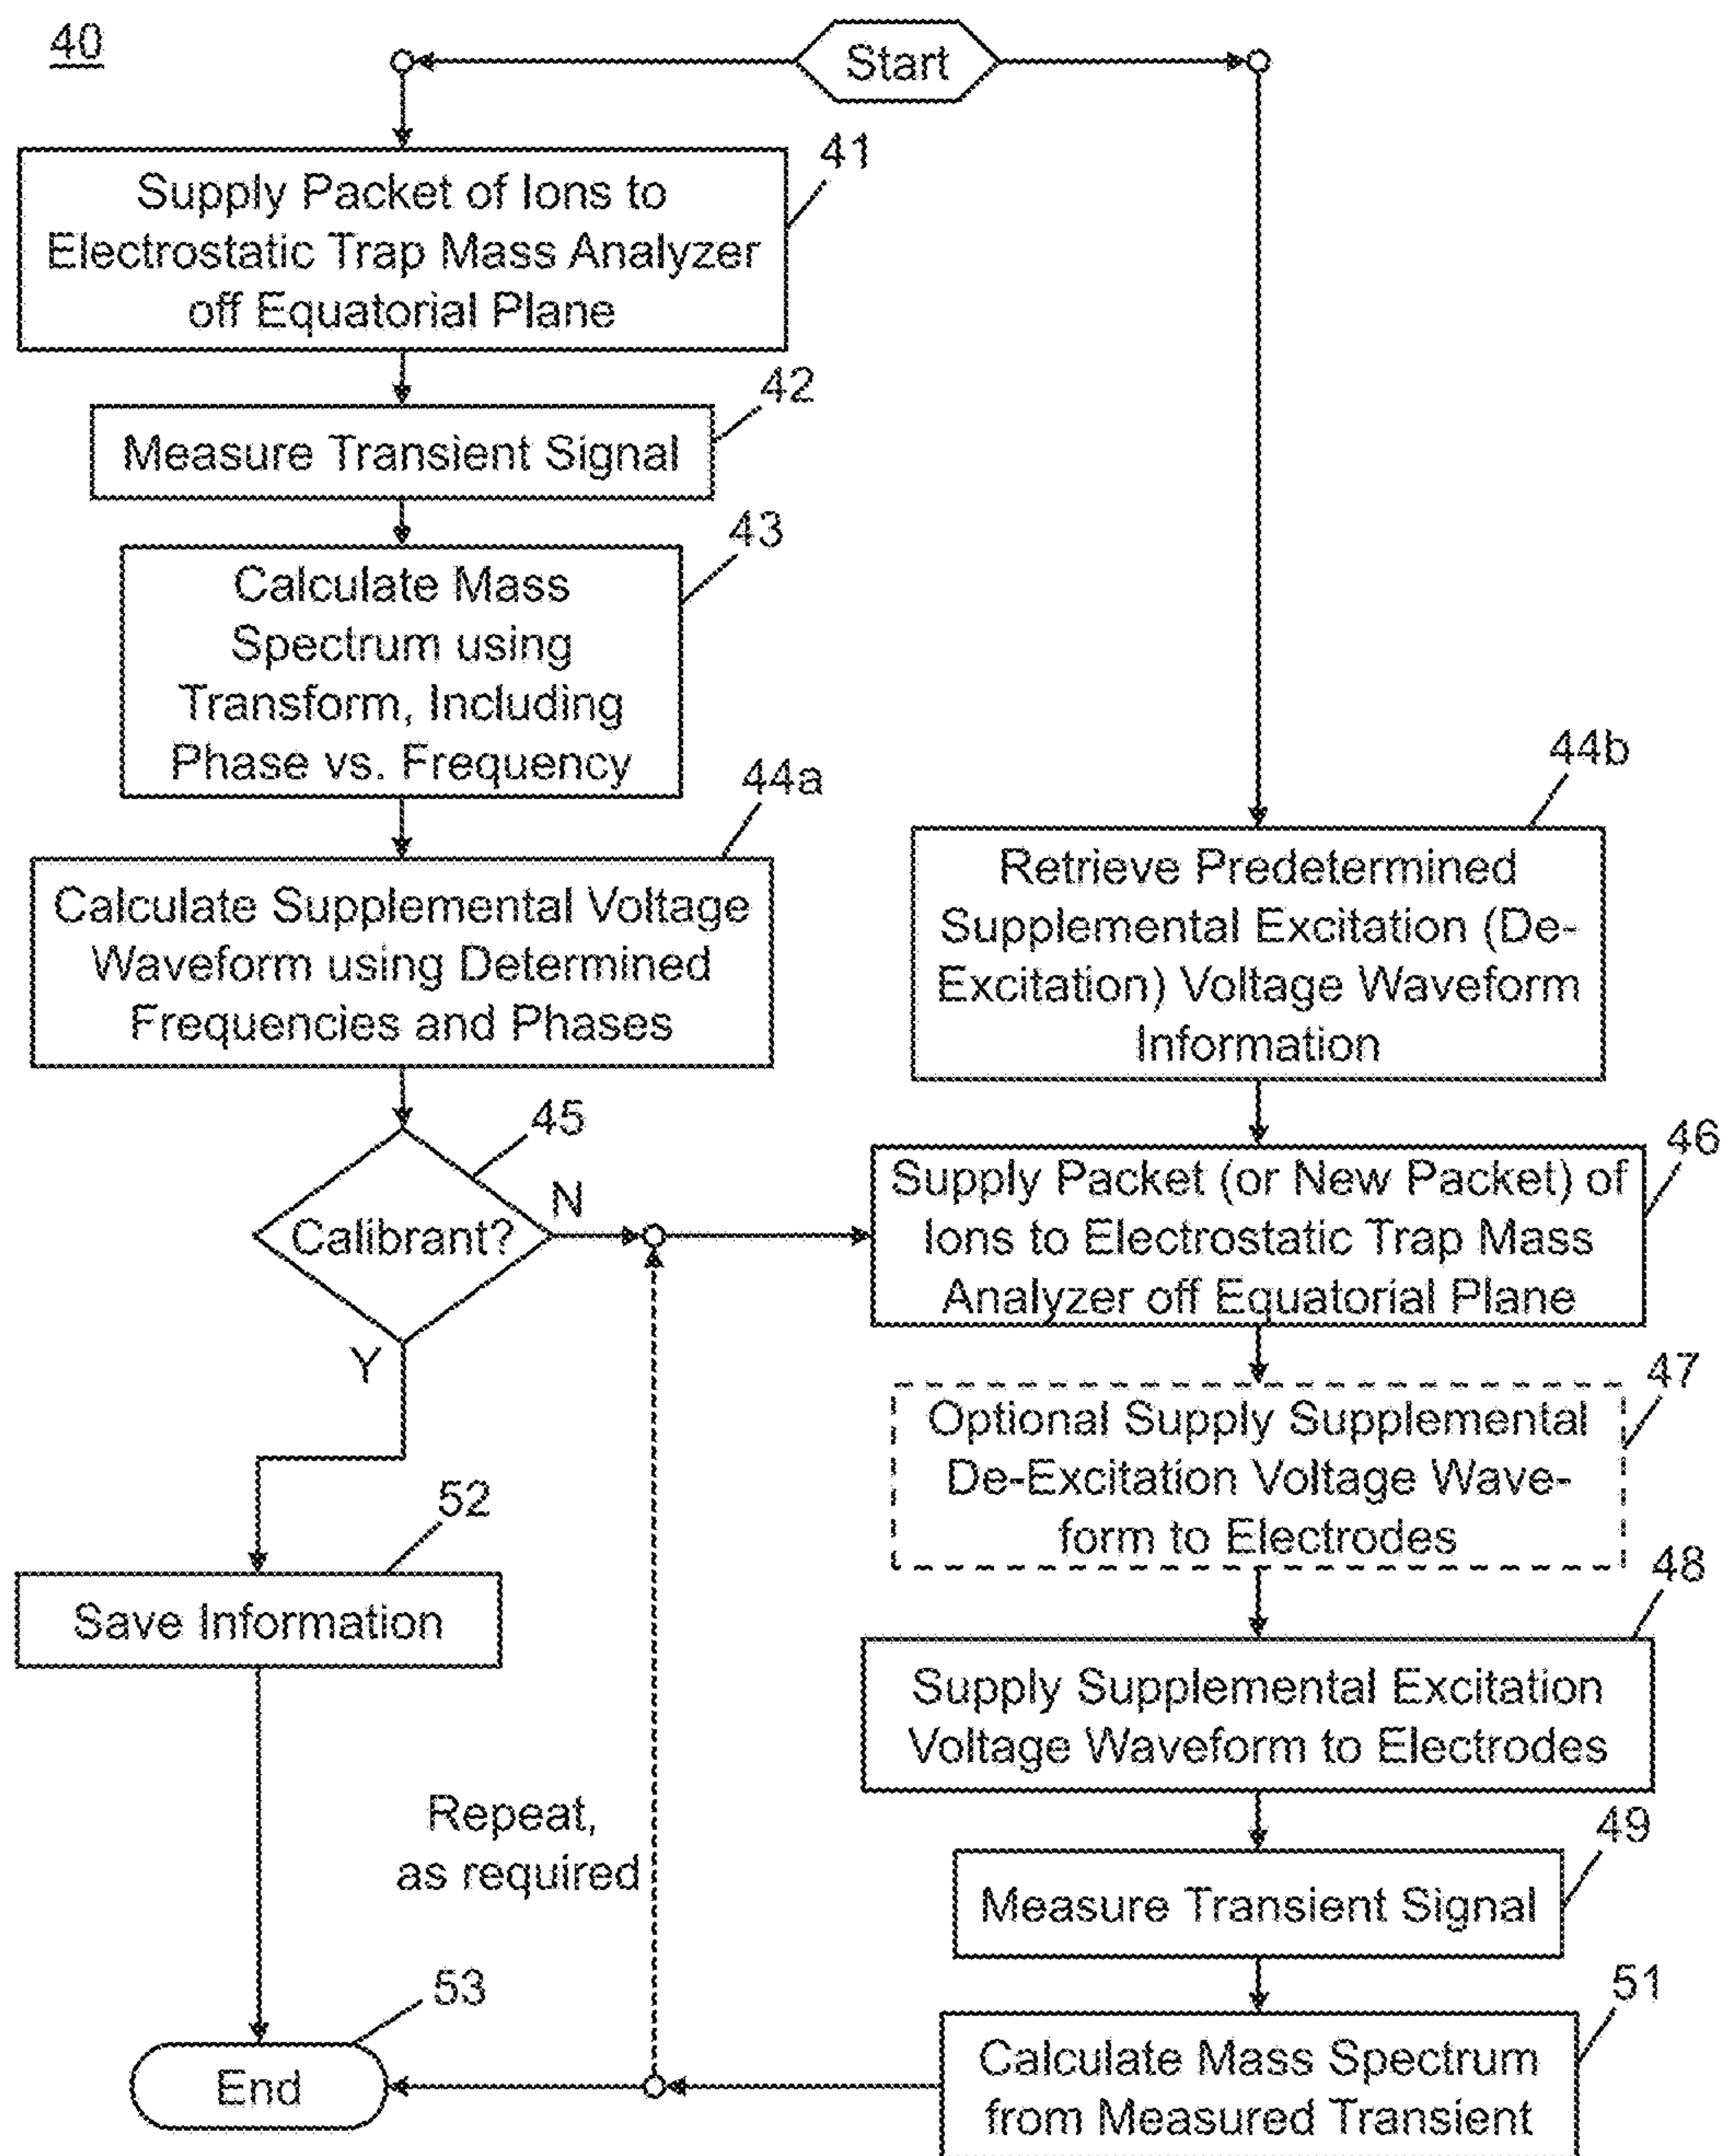 40
Start
41
Supply Packet of Ions to
Electrostatic Trap Mass Analyzer
off Equatorial Plane
42
Measure Transient Signal
43
Calculate Mass
Spectrum using
Transform, Including
Phase vs. Frequency
44a
Calculate Supplemental Voltage
Waveform using Determined
Frequencies and Phases
45
Calibrant?
N
Y
52
Save Information
53
End
Repeat,
as required
44b
Retrieve Predetermined
Supplemental Excitation (De-
Excitation) Voltage Waveform
Information
46
Supply Packet (or New Packet) of
Ions to Electrostatic Trap Mass
Analyzer off Equatorial Plane
47
Optional Supply Supplemental
De-Excitation Voltage Wave-
form to Electrodes
48
Supply Supplemental Excitation
Voltage Waveform to Electrodes
49
Measure Transient Signal
51
Calculate Mass Spectrum
from Measured Transient